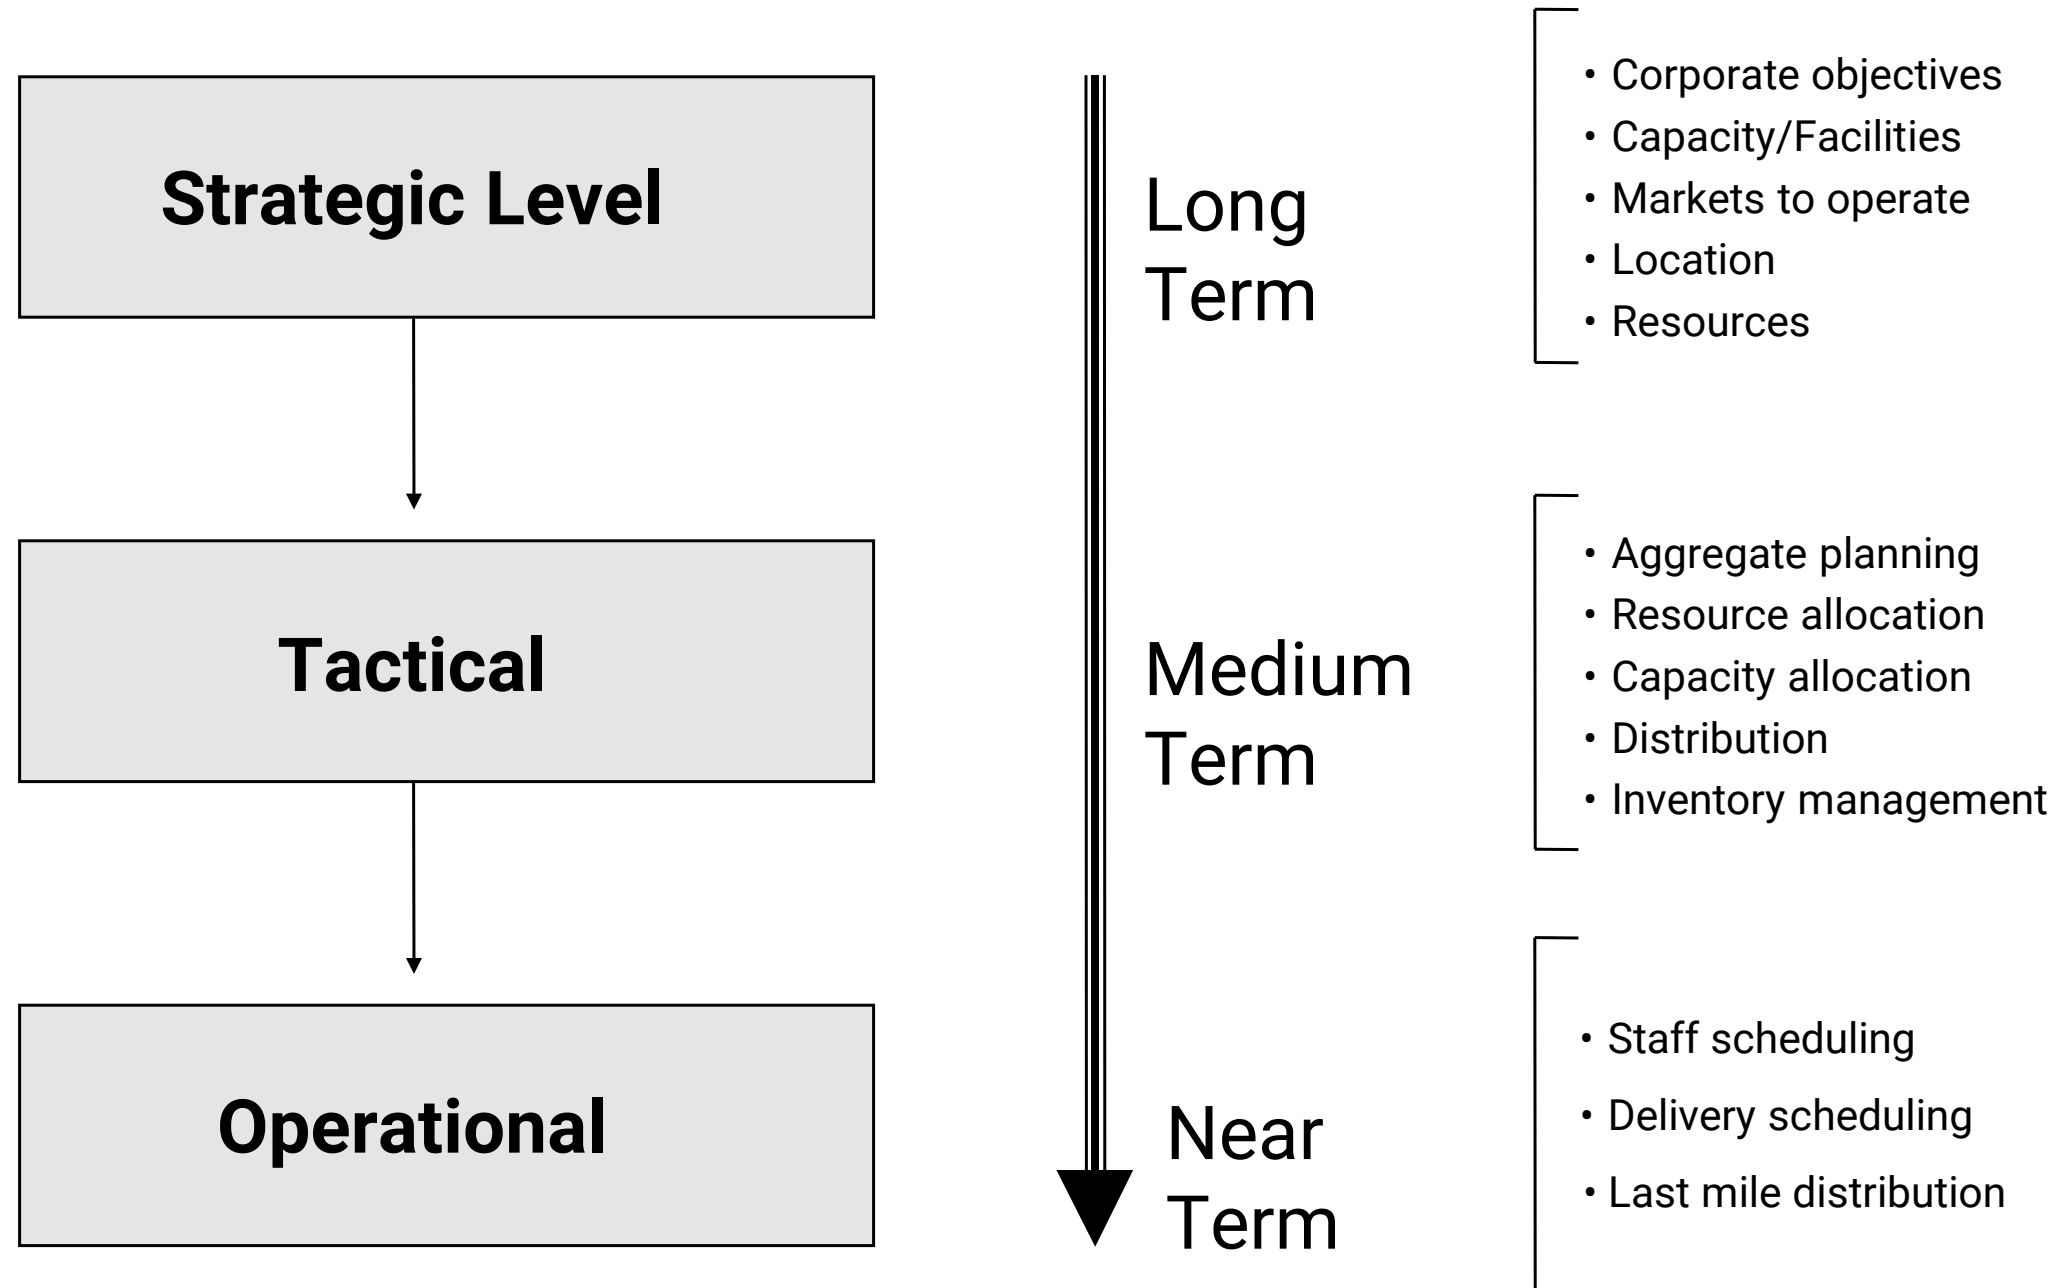 Strategic Level
Long
Term
• Corporate objectives
• Capacity/Facilities
• Markets to operate
• Location
• Resources
Tactical
Medium
Term
• Aggregate planning
• Resource allocation
• Capacity allocation
• Distribution
• Inventory management
Operational
Near
Term
• Staff scheduling
• Delivery scheduling
• Last mile distribution